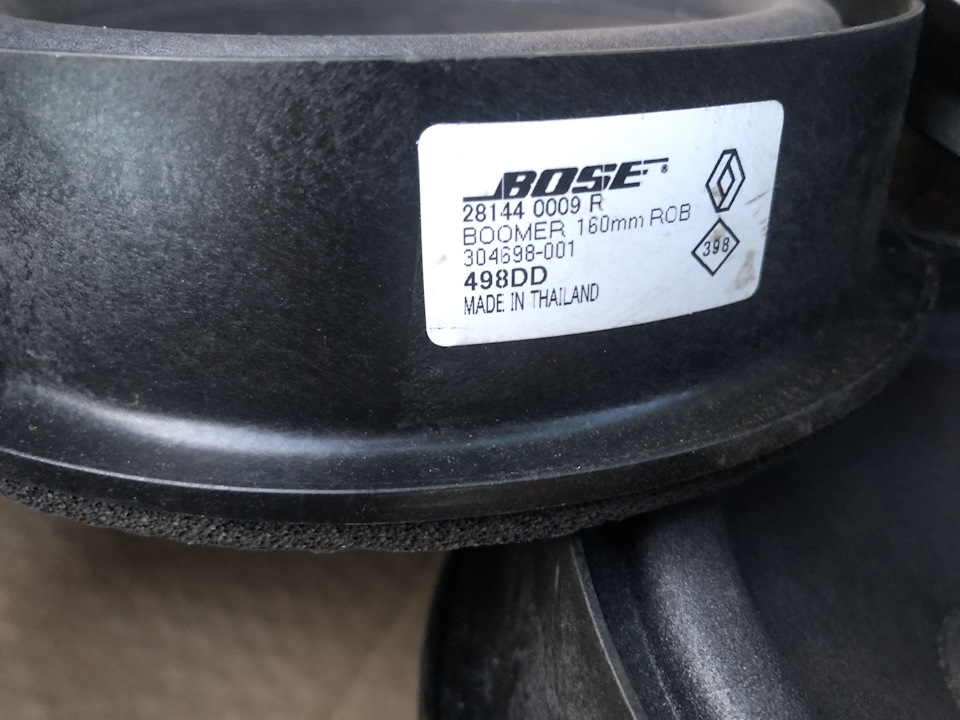 BOSE®
28144 0009 R
BOOMER 160mm ROB
304698-001
498DD
MADE IN THAILAND
398